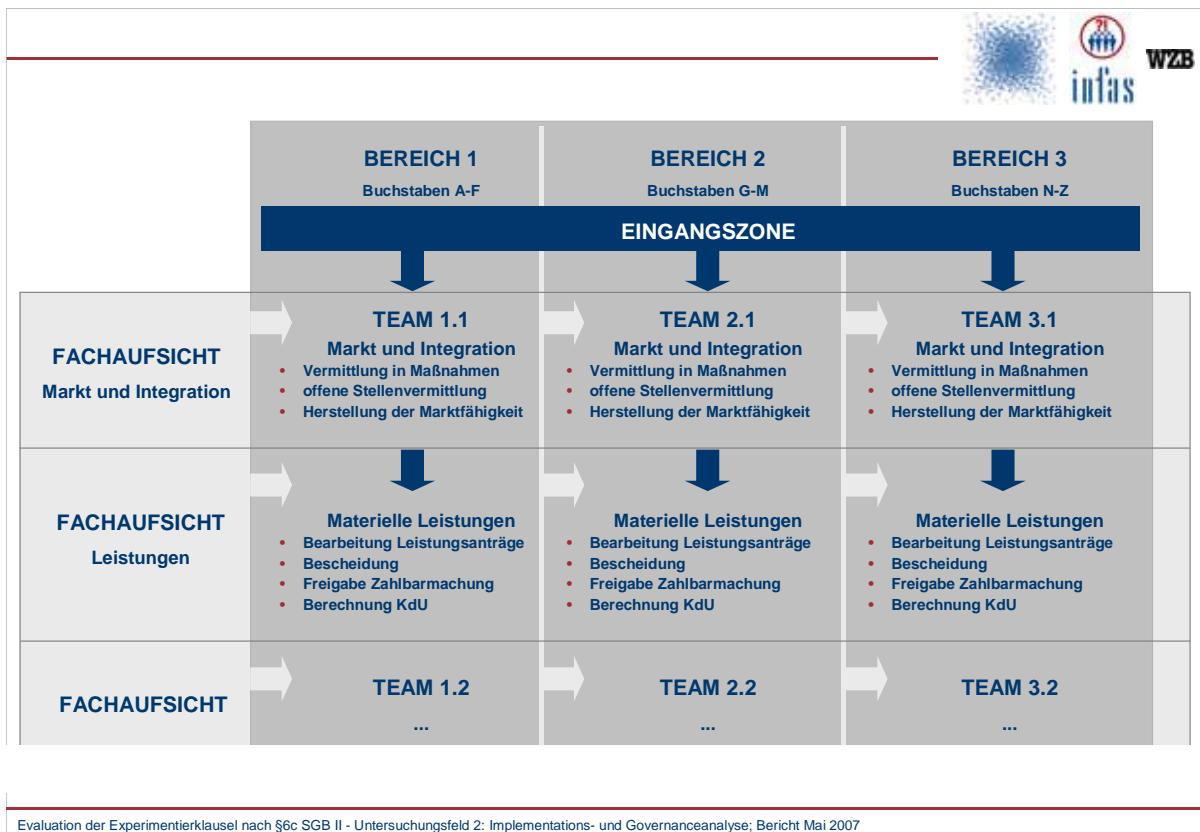 ?!
infas
WZB
BEREICH 1
Buchstaben A-F
BEREICH 2
Buchstaben G-M
BEREICH 3
Buchstaben N-Z
EINGANGSZONE
FACHAUFSICHT
Markt und Integration
TEAM 1.1
Markt und Integration
• Vermittlung in Maßnahmen
• offene Stellenvermittlung
• Herstellung der Marktfähigkeit
TEAM 2.1
Markt und Integration
• Vermittlung in Maßnahmen
• offene Stellenvermittlung
• Herstellung der Marktfähigkeit
TEAM 3.1
Markt und Integration
• Vermittlung in Maßnahmen
• offene Stellenvermittlung
• Herstellung der Marktfähigkeit
FACHAUFSICHT
Leistungen
Materielle Leistungen
• Bearbeitung Leistungsanträge
• Bescheidung
• Freigabe Zahlbarmachung
• Berechnung KdU
Materielle Leistungen
• Bearbeitung Leistungsanträge
• Bescheidung
• Freigabe Zahlbarmachung
• Berechnung KdU
Materielle Leistungen
• Bearbeitung Leistungsanträge
• Bescheidung
• Freigabe Zahlbarmachung
• Berechnung KdU
FACHAUFSICHT
TEAM 1.2
...
TEAM 2.2
...
TEAM 3.2
...
Evaluation der Experimentierklausel nach §6c SGB II - Untersuchungsfeld 2: Implementations- und Governanceanalyse; Bericht Mai 2007